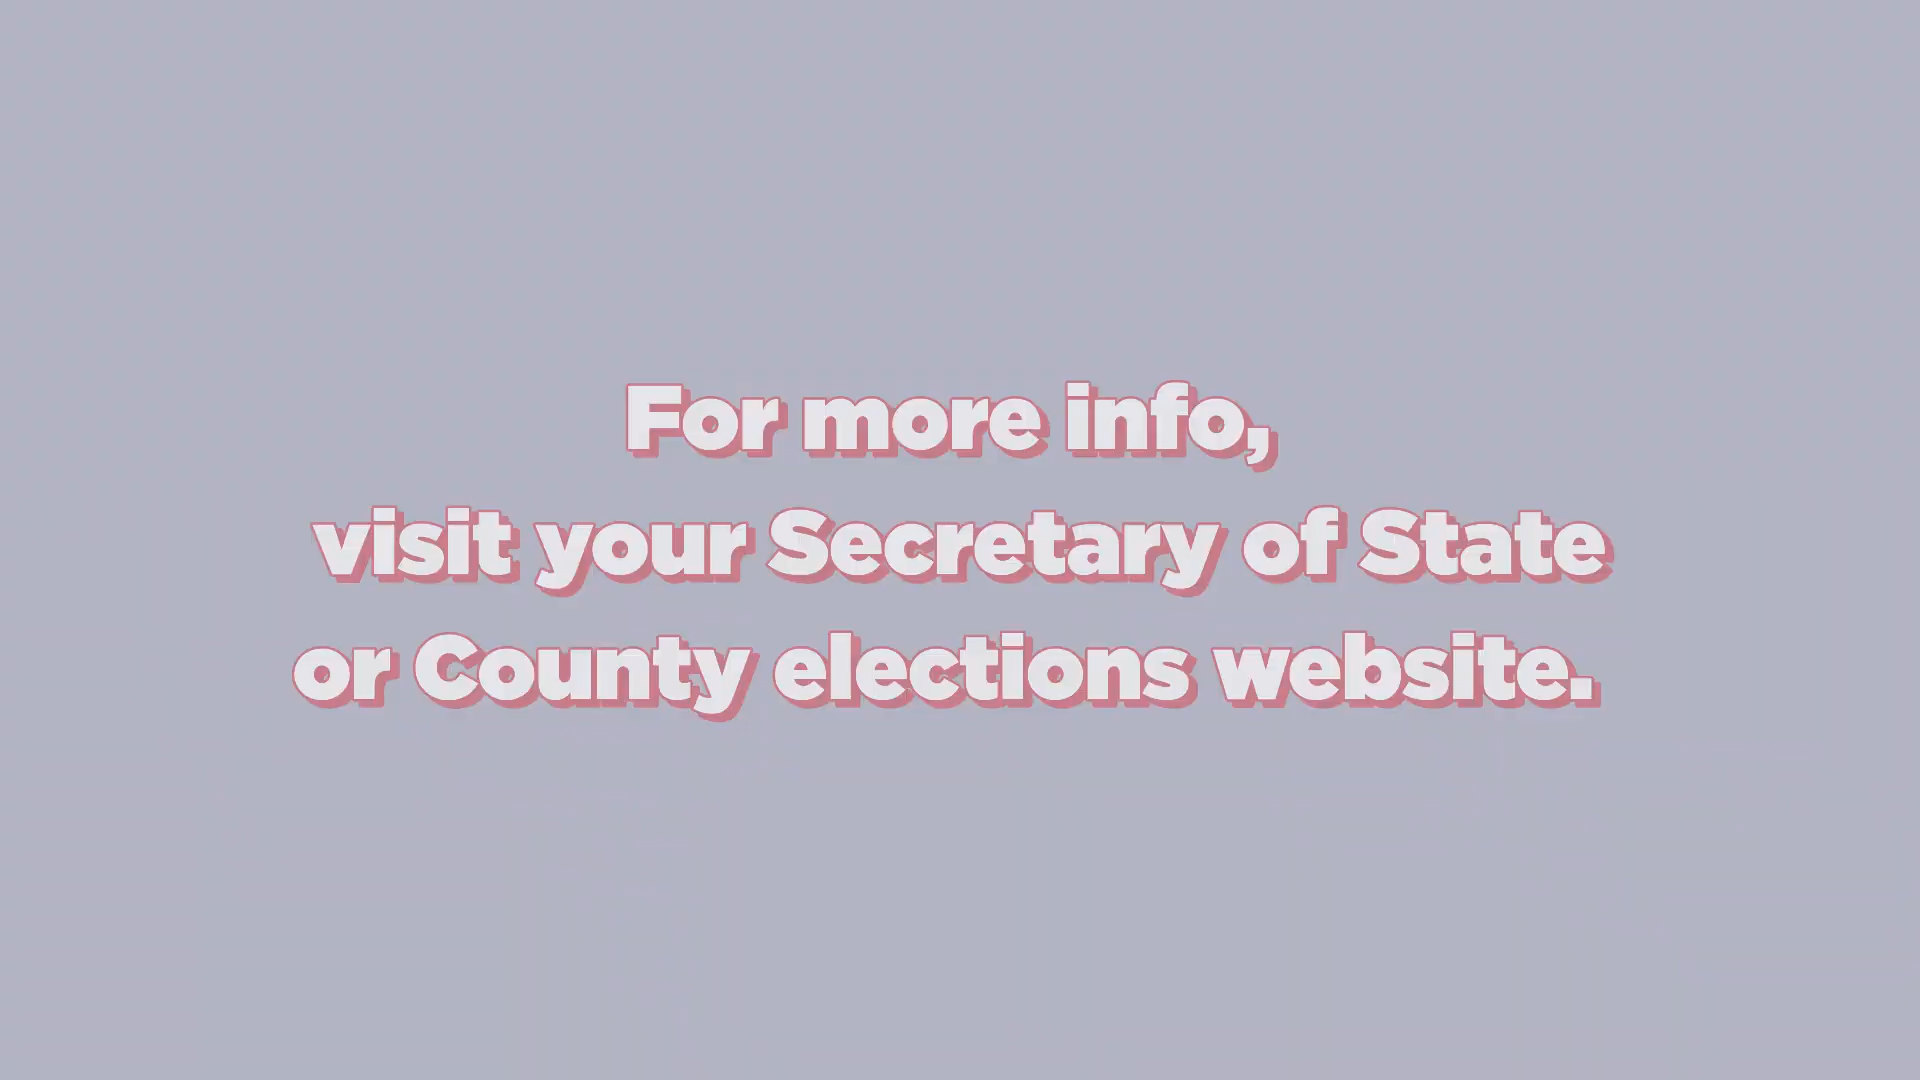 For more info,
visit your Secretary of State
or County elections website.